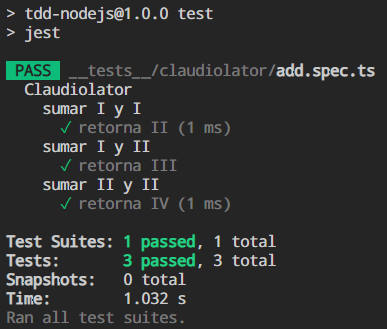 > tdd-nodejs@1.0.0 test
> jest
PASS __tests__/claudiolator/add.spec.ts
Claudiolator
sumar I y I
✓ retorna II (1 ms)
sumar I y II
✓ retorna III
sumar II y II
✓ retorna IV (1 ms)
Test Suites: 1 passed, 1 total
Tests: 3 passed, 3 total
Snapshots: 0 total
Time: 1.032 s
Ran all test suites.